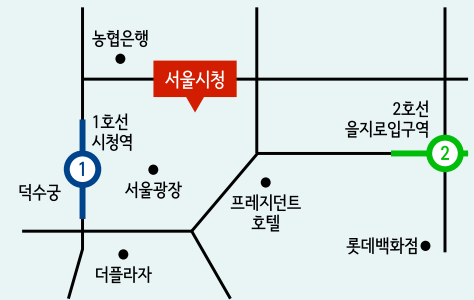 농협은행
서울시청
1호선
시청역
1
2호선
을지로입구역
2
덕수궁
서울광장
프레지던트
호텔
더플라자
롯데백화점